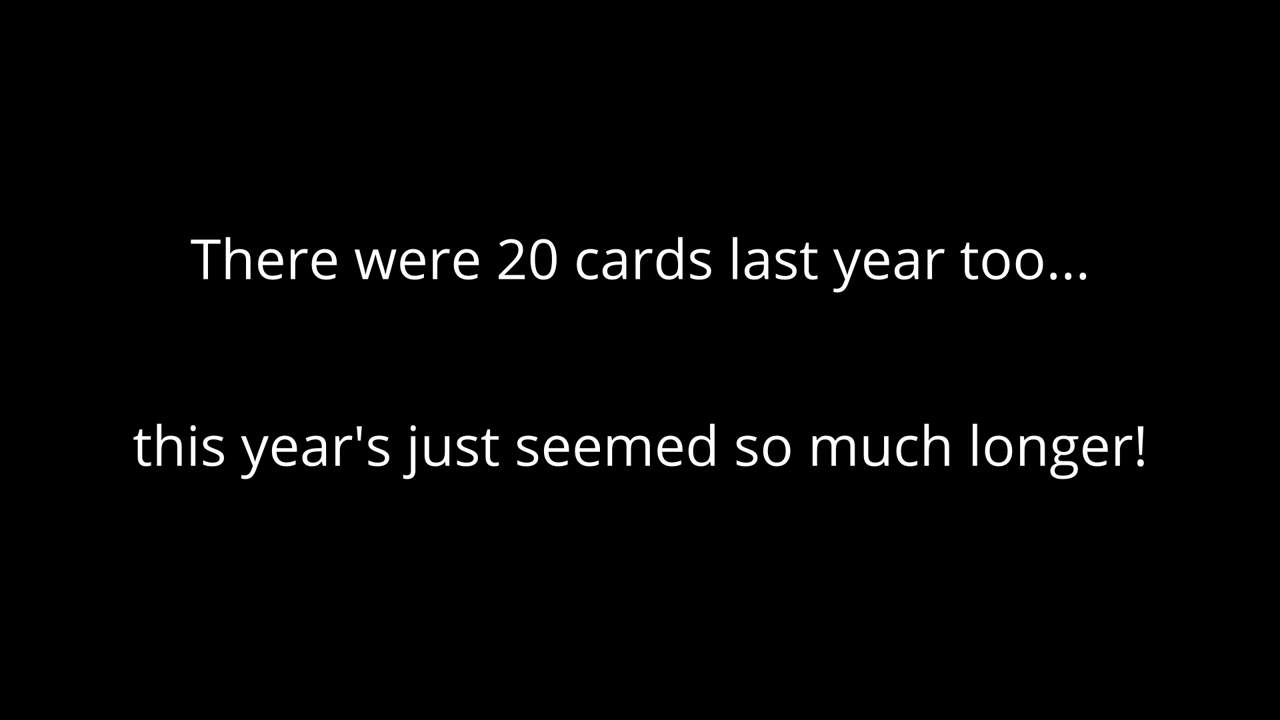 There were 20 cards last year too...
this year's just seemed so much longer!